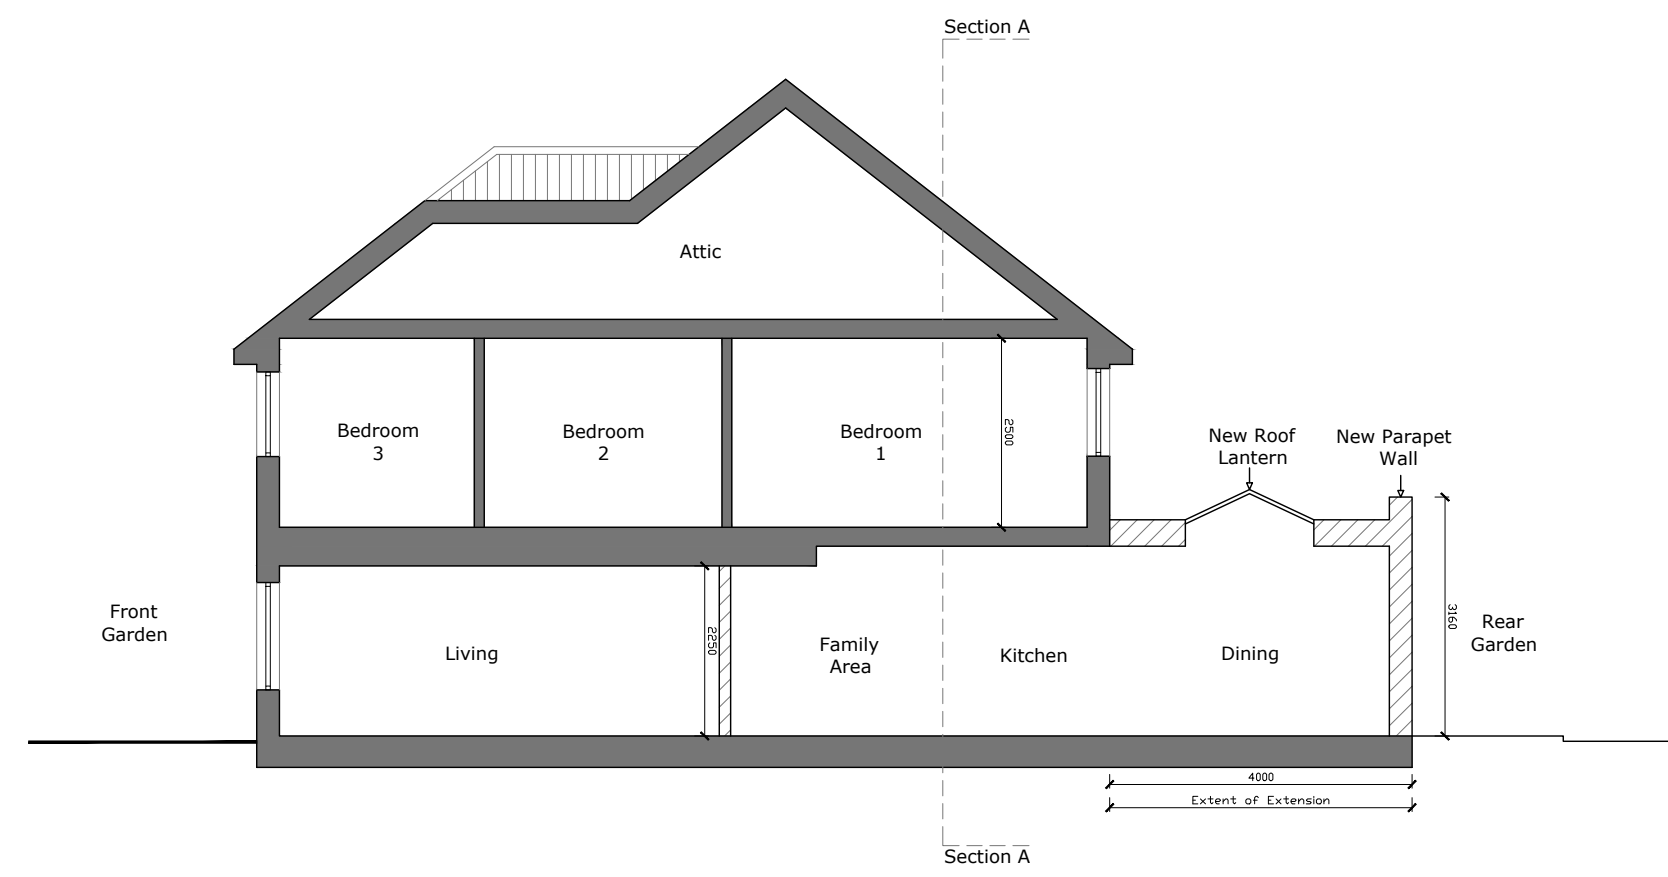 Section A
Attic
Bedroom
3
Bedroom
2
Bedroom
1
2500
New Roof
Lantern
New Parapet
Wall
Front
Garden
Living
2250
Family
Area
Kitchen
Dining
3160
Rear
Garden
4000
Extent of Extension
Section A